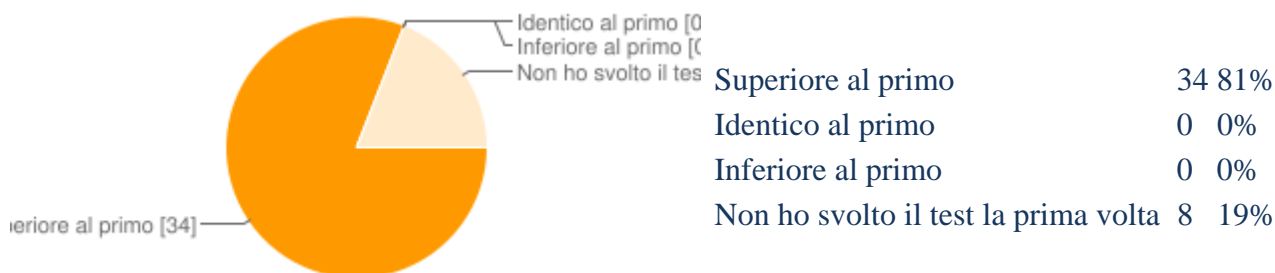 Identico al primo [0
Inferiore al primo [0
Non ho svolto il tes
eriore al primo [34]
Superiore al primo 34 81%
Identico al primo 0 0%
Inferiore al primo 0 0%
Non ho svolto il test la prima volta 8 19%